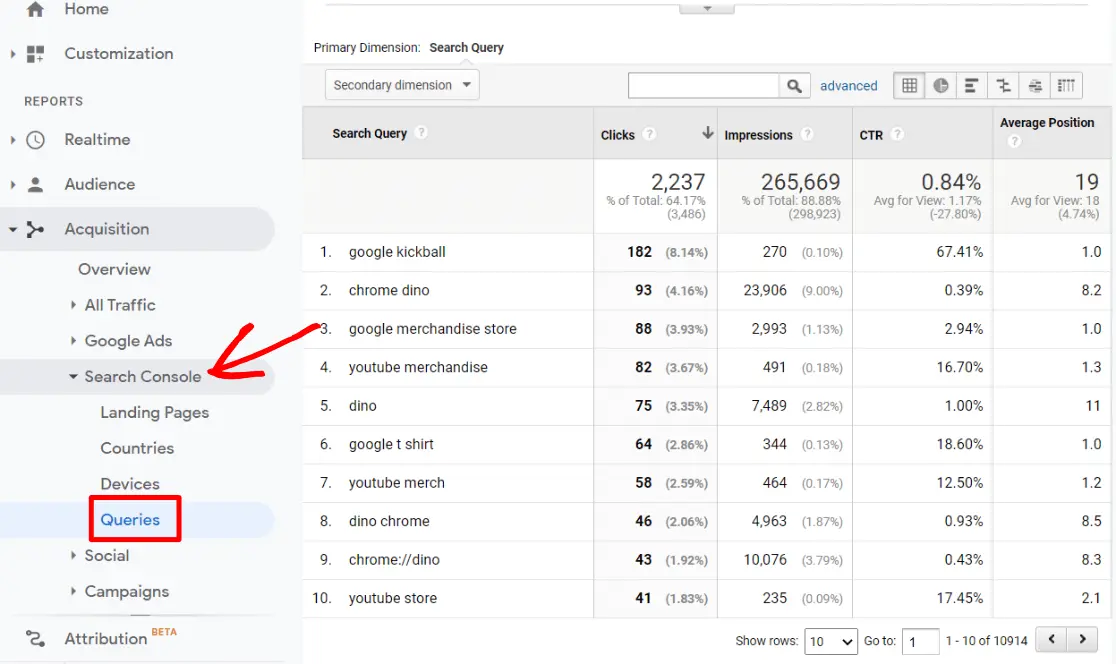 Home
Customization
REPORTS
Realtime
Audience
Acquisition
Overview
All Traffic
Google Ads
Search Console
Landing Pages
Countries
Devices
Queries
Social
Campaigns
Attribution BETA
Primary Dimension: Search Query
Secondary dimension
advanced
Search Query ? Clicks ? Impressions ? CTR ? Average Position ?
2,237 265,669 0.84% 19
% of Total: 64.17% % of Total: 88.88% Avg for View: 1.17% Avg for View: 18
(3,486) (298,923) (-27.80%) (4.74%)
1. google kickball 182 (8.14%) 270 (0.10%) 67.41% 1.0
2. chrome dino 93 (4.16%) 23,906 (9.00%) 0.39% 8.2
3. google merchandise store 88 (3.93%) 2,993 (1.13%) 2.94% 1.0
4. youtube merchandise 82 (3.67%) 491 (0.18%) 16.70% 1.3
5. dino 75 (3.35%) 7,489 (2.82%) 1.00% 11
6. google t shirt 64 (2.86%) 344 (0.13%) 18.60% 1.0
7. youtube merch 58 (2.59%) 464 (0.17%) 12.50% 1.2
8. dino chrome 46 (2.06%) 4,963 (1.87%) 0.93% 8.5
9. chrome://dino 43 (1.92%) 10,076 (3.79%) 0.43% 8.3
10. youtube store 41 (1.83%) 235 (0.09%) 17.45% 2.1
Show rows: 10 Go to: 1 1 - 10 of 10914